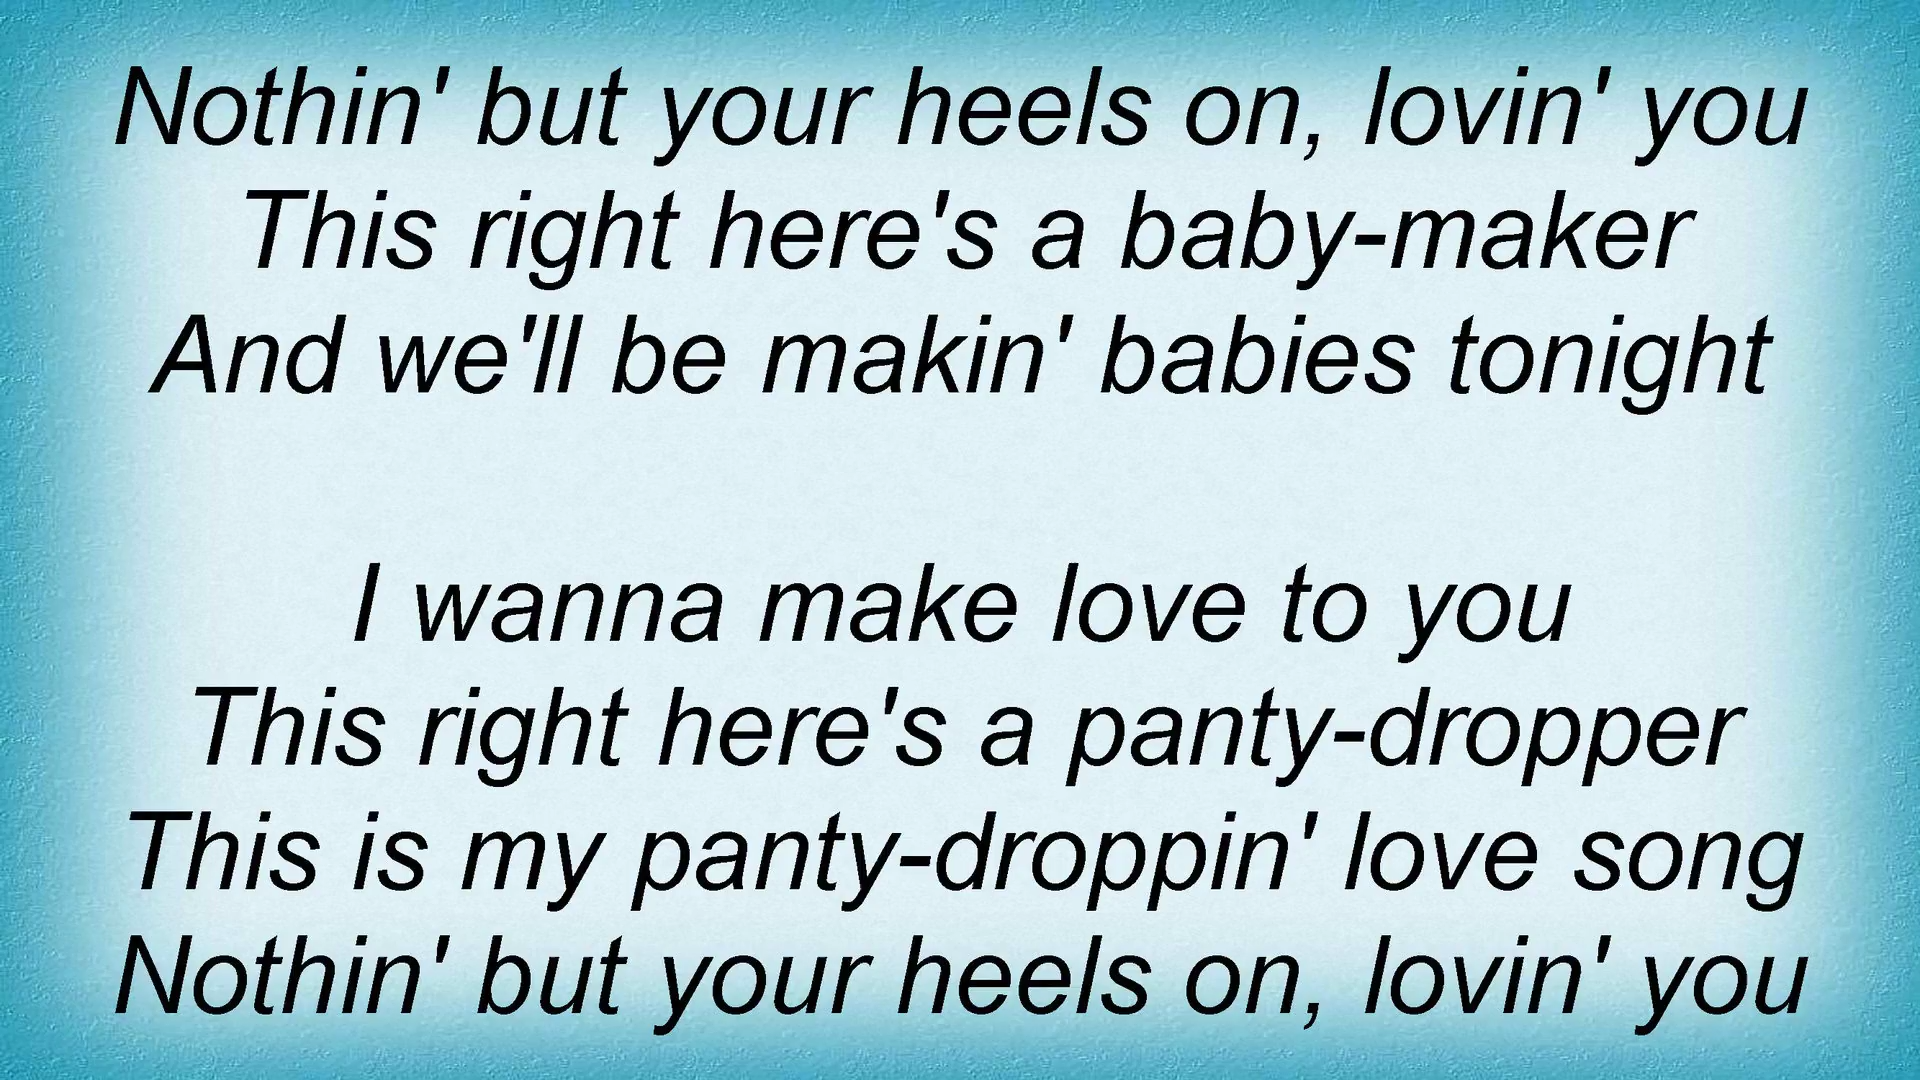 Nothin' but your heels on, lovin' you
This right here's a baby-maker
And we'll be makin' babies tonight
I wanna make love to you
This right here's a panty-dropper
This is my panty-droppin' love song
Nothin' but your heels on, lovin' you